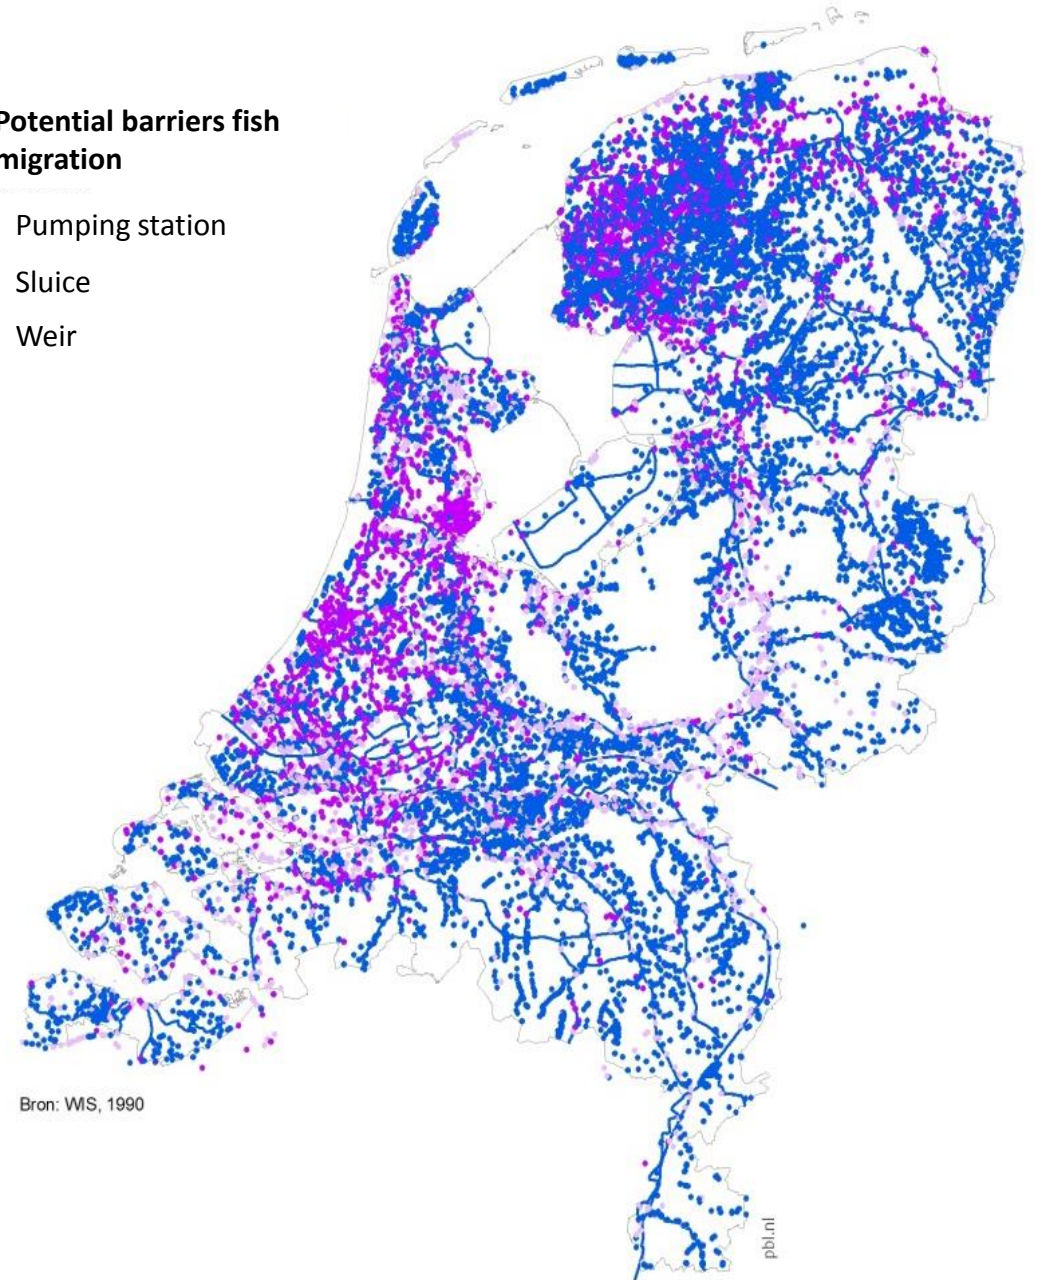 Potential barriers fish
migration
Pumping station
Sluice
Weir
Bron: WIS, 1990
pbl.nl